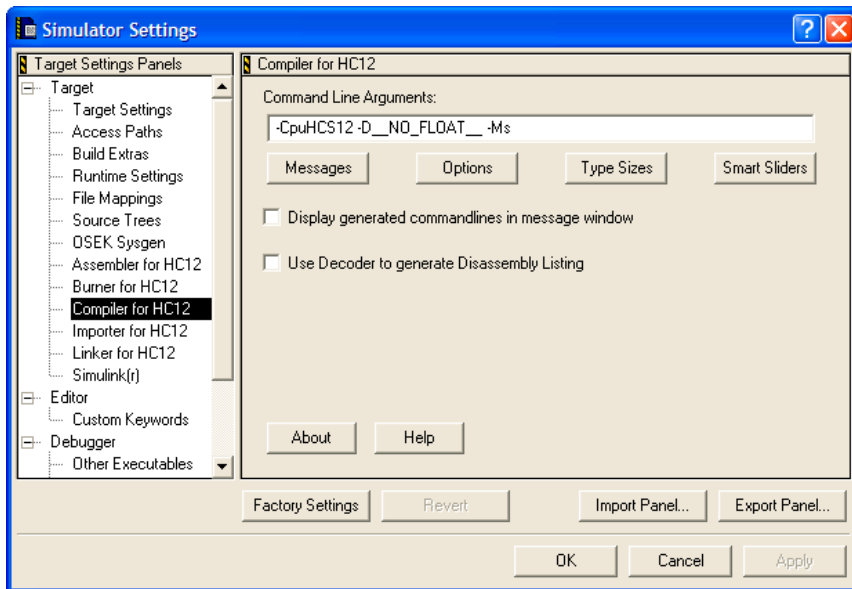 Simulator Settings
Target Settings Panels
Target
Target Settings
Access Paths
Build Extras
Runtime Settings
File Mappings
Source Trees
OSEK Sysgen
Assembler for HC12
Burner for HC12
Compiler for HC12
Importer for HC12
Linker for HC12
Simulink(r)
Editor
Custom Keywords
Debugger
Other Executables
Compiler for HC12
Command Line Arguments:
-CpuHCS12 -D__NO_FLOAT__ -Ms
Messages Options Type Sizes Smart Sliders
Display generated commandlines in message window
Use Decoder to generate Disassembly Listing
About Help
Factory Settings Revert Import Panel... Export Panel...
OK Cancel Apply